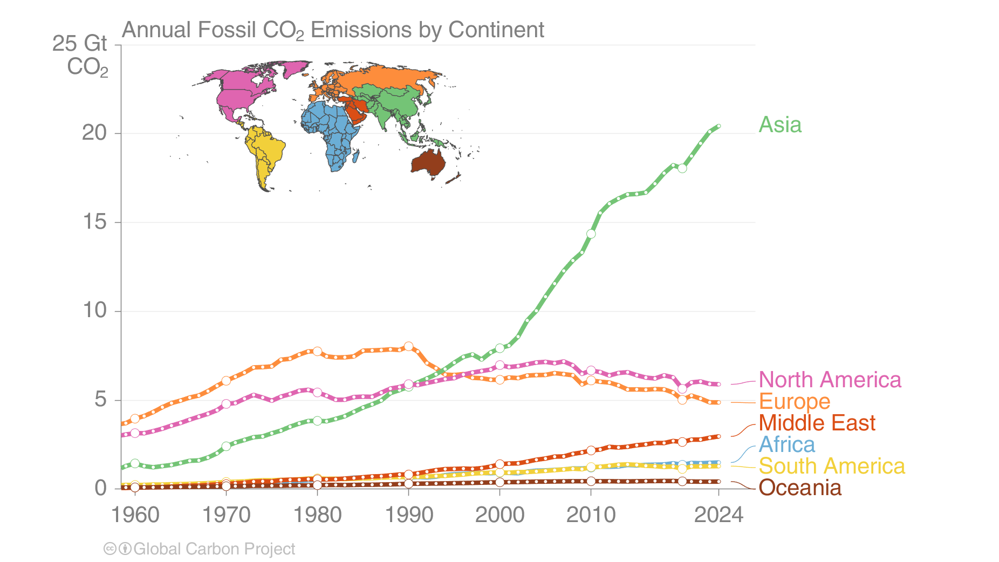 Annual Fossil CO₂ Emissions by Continent
25 Gt
CO₂
20
15
10
5
0
Asia
North America
Europe
Middle East
Africa
South America
Oceania
1960 1970 1980 1990 2000 2010 2024
cc Global Carbon Project